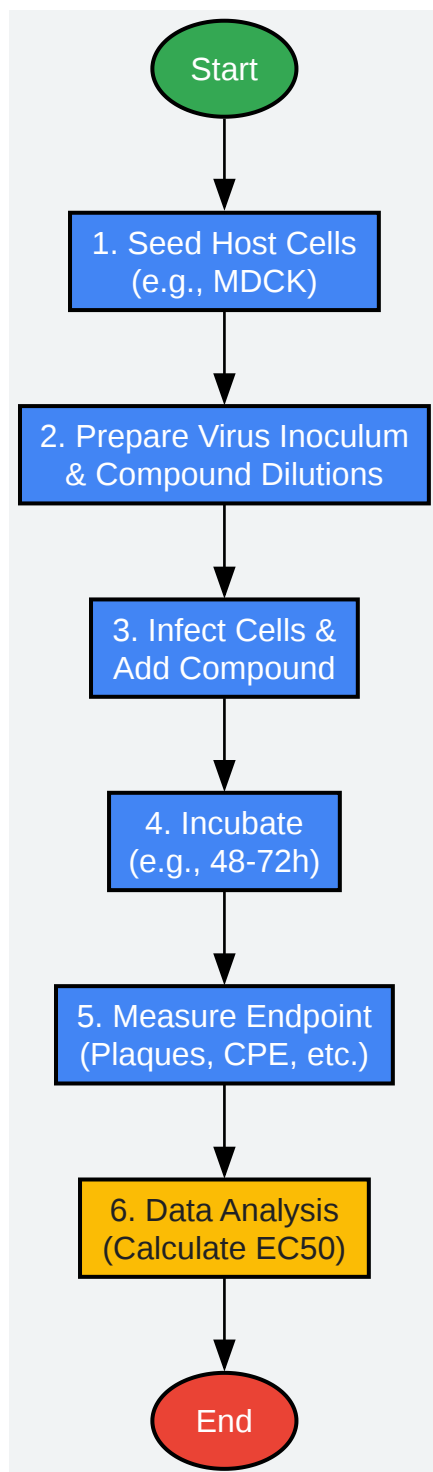 Start
1. Seed Host Cells
(e.g., MDCK)
2. Prepare Virus Inoculum
& Compound Dilutions
3. Infect Cells &
Add Compound
4. Incubate
(e.g., 48-72h)
5. Measure Endpoint
(Plaques, CPE, etc.)
6. Data Analysis
(Calculate EC50)
End